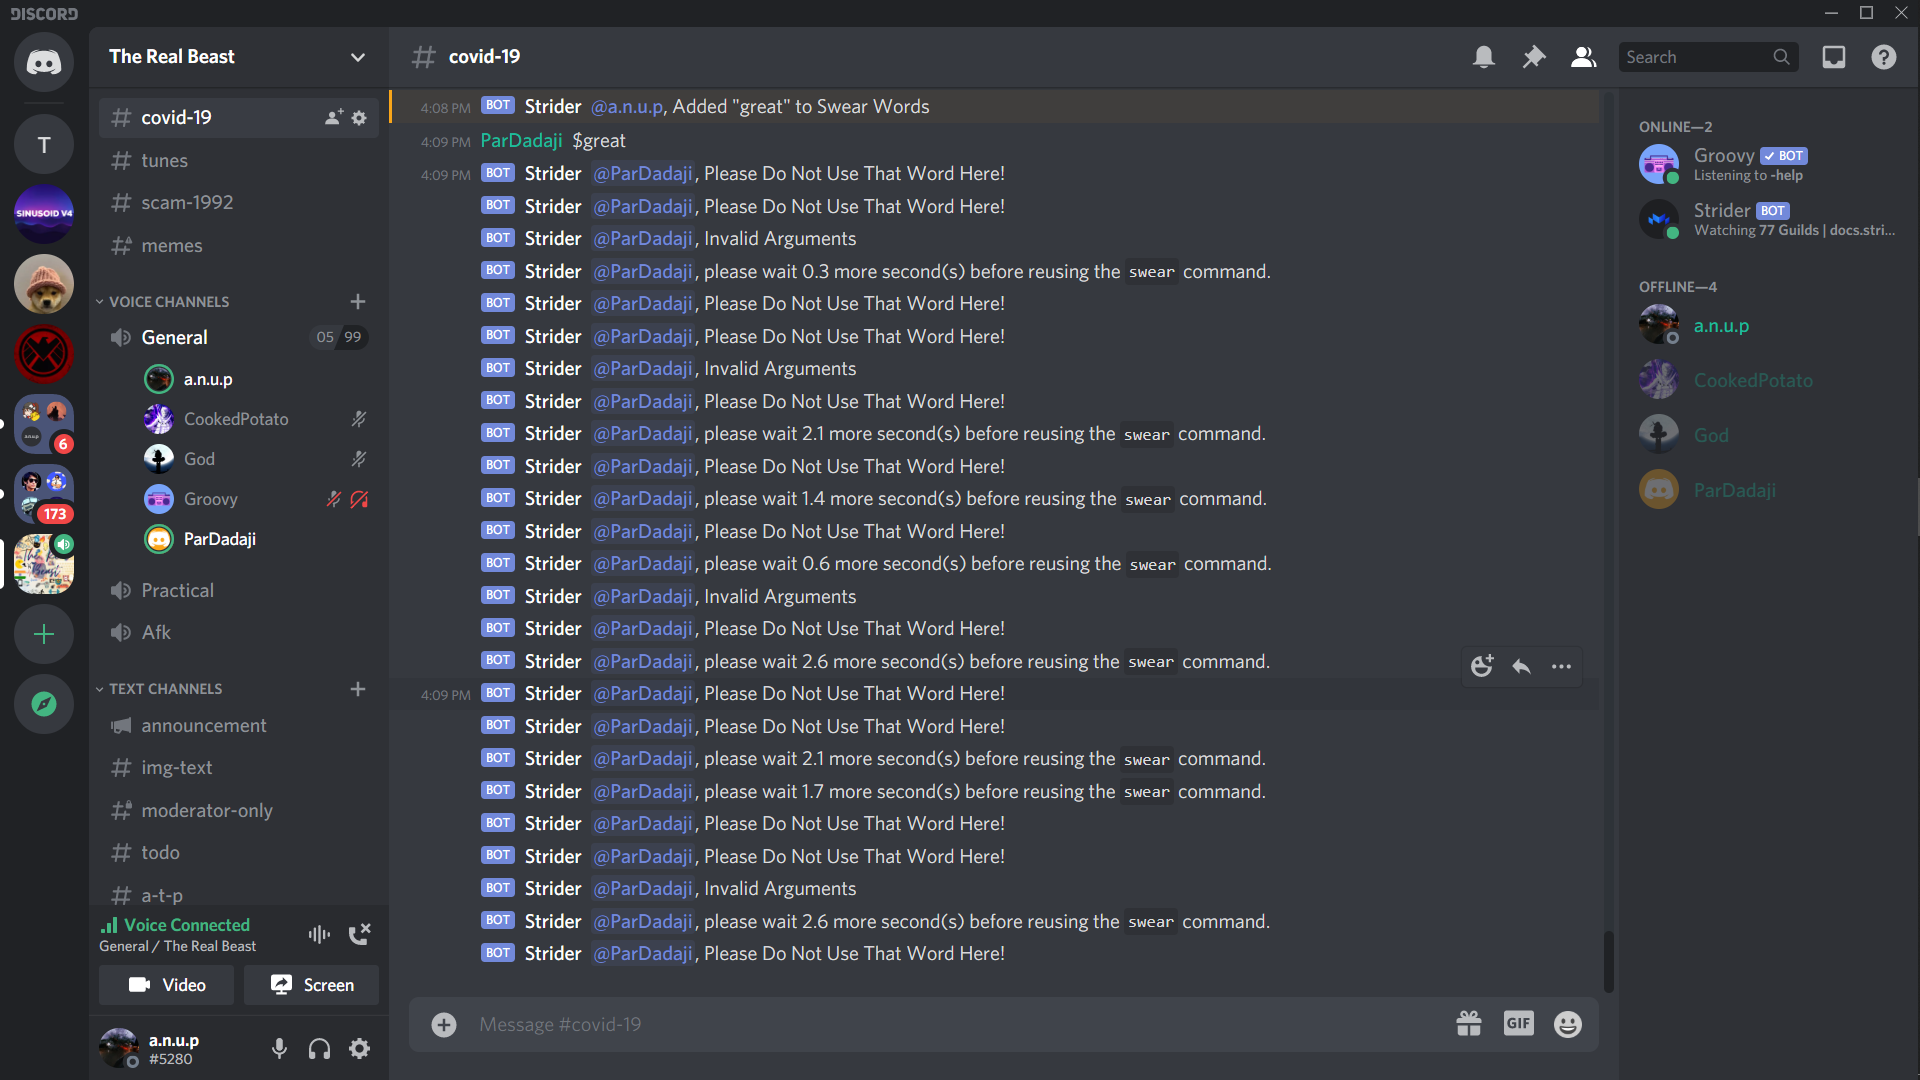 DISCORD
The Real Beast
covid-19
tunes
scam-1992
memes
VOICE CHANNELS
General 05 99
a.n.u.p
CookedPotato
God
Groovy
ParDadaji
Practical
Afk
TEXT CHANNELS
announcement
img-text
moderator-only
todo
a-t-p
Voice Connected
General / The Real Beast
Video Screen
a.n.u.p
#5280
T
SINUSOID V4
6
173
covid-19
Search
4:08 PM BOT Strider @a.n.u.p, Added "great" to Swear Words
4:09 PM ParDadaji $great
4:09 PM BOT Strider @ParDadaji, Please Do Not Use That Word Here!
BOT Strider @ParDadaji, Please Do Not Use That Word Here!
BOT Strider @ParDadaji, Invalid Arguments
BOT Strider @ParDadaji, please wait 0.3 more second(s) before reusing the swear command.
BOT Strider @ParDadaji, Please Do Not Use That Word Here!
BOT Strider @ParDadaji, Please Do Not Use That Word Here!
BOT Strider @ParDadaji, Invalid Arguments
BOT Strider @ParDadaji, Please Do Not Use That Word Here!
BOT Strider @ParDadaji, please wait 2.1 more second(s) before reusing the swear command.
BOT Strider @ParDadaji, Please Do Not Use That Word Here!
BOT Strider @ParDadaji, please wait 1.4 more second(s) before reusing the swear command.
BOT Strider @ParDadaji, Please Do Not Use That Word Here!
BOT Strider @ParDadaji, please wait 0.6 more second(s) before reusing the swear command.
BOT Strider @ParDadaji, Invalid Arguments
BOT Strider @ParDadaji, Please Do Not Use That Word Here!
BOT Strider @ParDadaji, please wait 2.6 more second(s) before reusing the swear command.
4:09 PM BOT Strider @ParDadaji, Please Do Not Use That Word Here!
BOT Strider @ParDadaji, Please Do Not Use That Word Here!
BOT Strider @ParDadaji, please wait 2.1 more second(s) before reusing the swear command.
BOT Strider @ParDadaji, please wait 1.7 more second(s) before reusing the swear command.
BOT Strider @ParDadaji, Please Do Not Use That Word Here!
BOT Strider @ParDadaji, Please Do Not Use That Word Here!
BOT Strider @ParDadaji, Invalid Arguments
BOT Strider @ParDadaji, please wait 2.6 more second(s) before reusing the swear command.
BOT Strider @ParDadaji, Please Do Not Use That Word Here!
Message #covid-19
GIF
ONLINE—2
Groovy BOT
Listening to -help
Strider BOT
Watching 77 Guilds | docs.stri...
OFFLINE—4
a.n.u.p
CookedPotato
God
ParDadaji